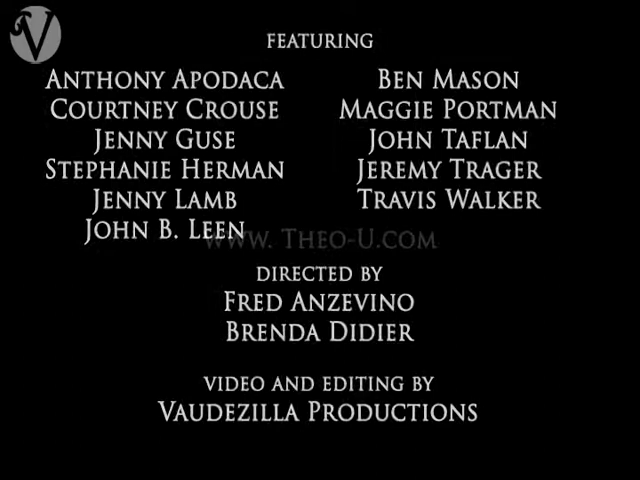 V
FEATURING
ANTHONY APODACA
COURTNEY CROUSE
JENNY GUSE
STEPHANIE HERMAN
JENNY LAMB
JOHN B. LEEN
BEN MASON
MAGGIE PORTMAN
JOHN TAFLAN
JEREMY TRAGER
TRAVIS WALKER
WWW. THEO-U.COM
DIRECTED BY
FRED ANZEVINO
BRENDA DIDIER
VIDEO AND EDITING BY
VAUDEZILLA PRODUCTIONS